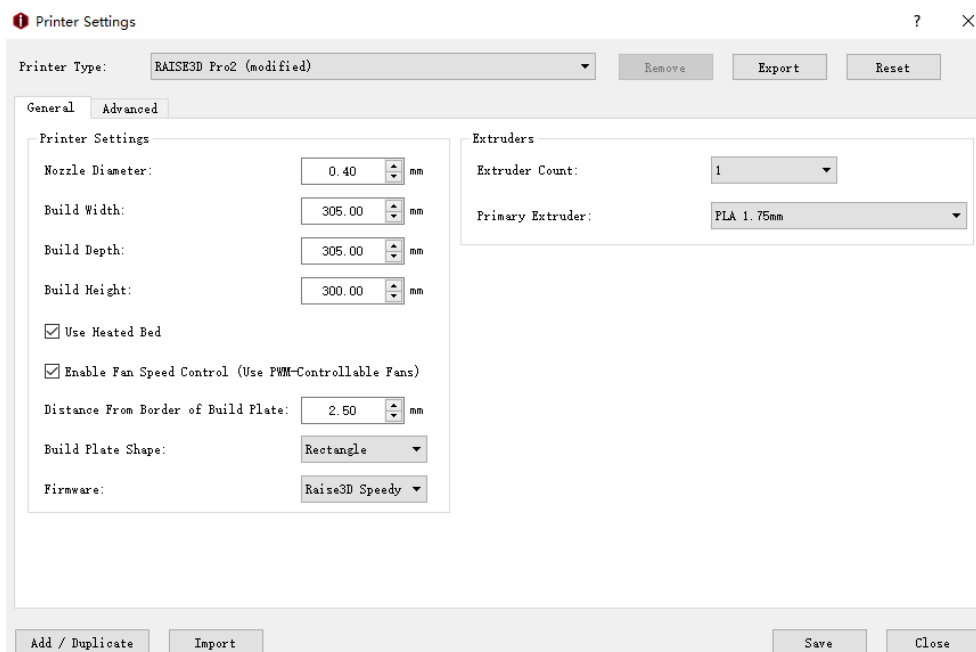 Printer Settings
? ×
Printer Type: RAISE3D Pro2 (modified) Remove Export Reset
General Advanced
Printer Settings
Nozzle Diameter: 0.40 mm
Build Width: 305.00 mm
Build Depth: 305.00 mm
Build Height: 300.00 mm
Use Heated Bed
Enable Fan Speed Control (Use PWM-Controllable Fans)
Distance From Border of Build Plate: 2.50 mm
Build Plate Shape: Rectangle
Firmware: Raise3D Speedy
Extruders
Extruder Count: 1
Primary Extruder: PLA 1.75mm
Add / Duplicate Import Save Close